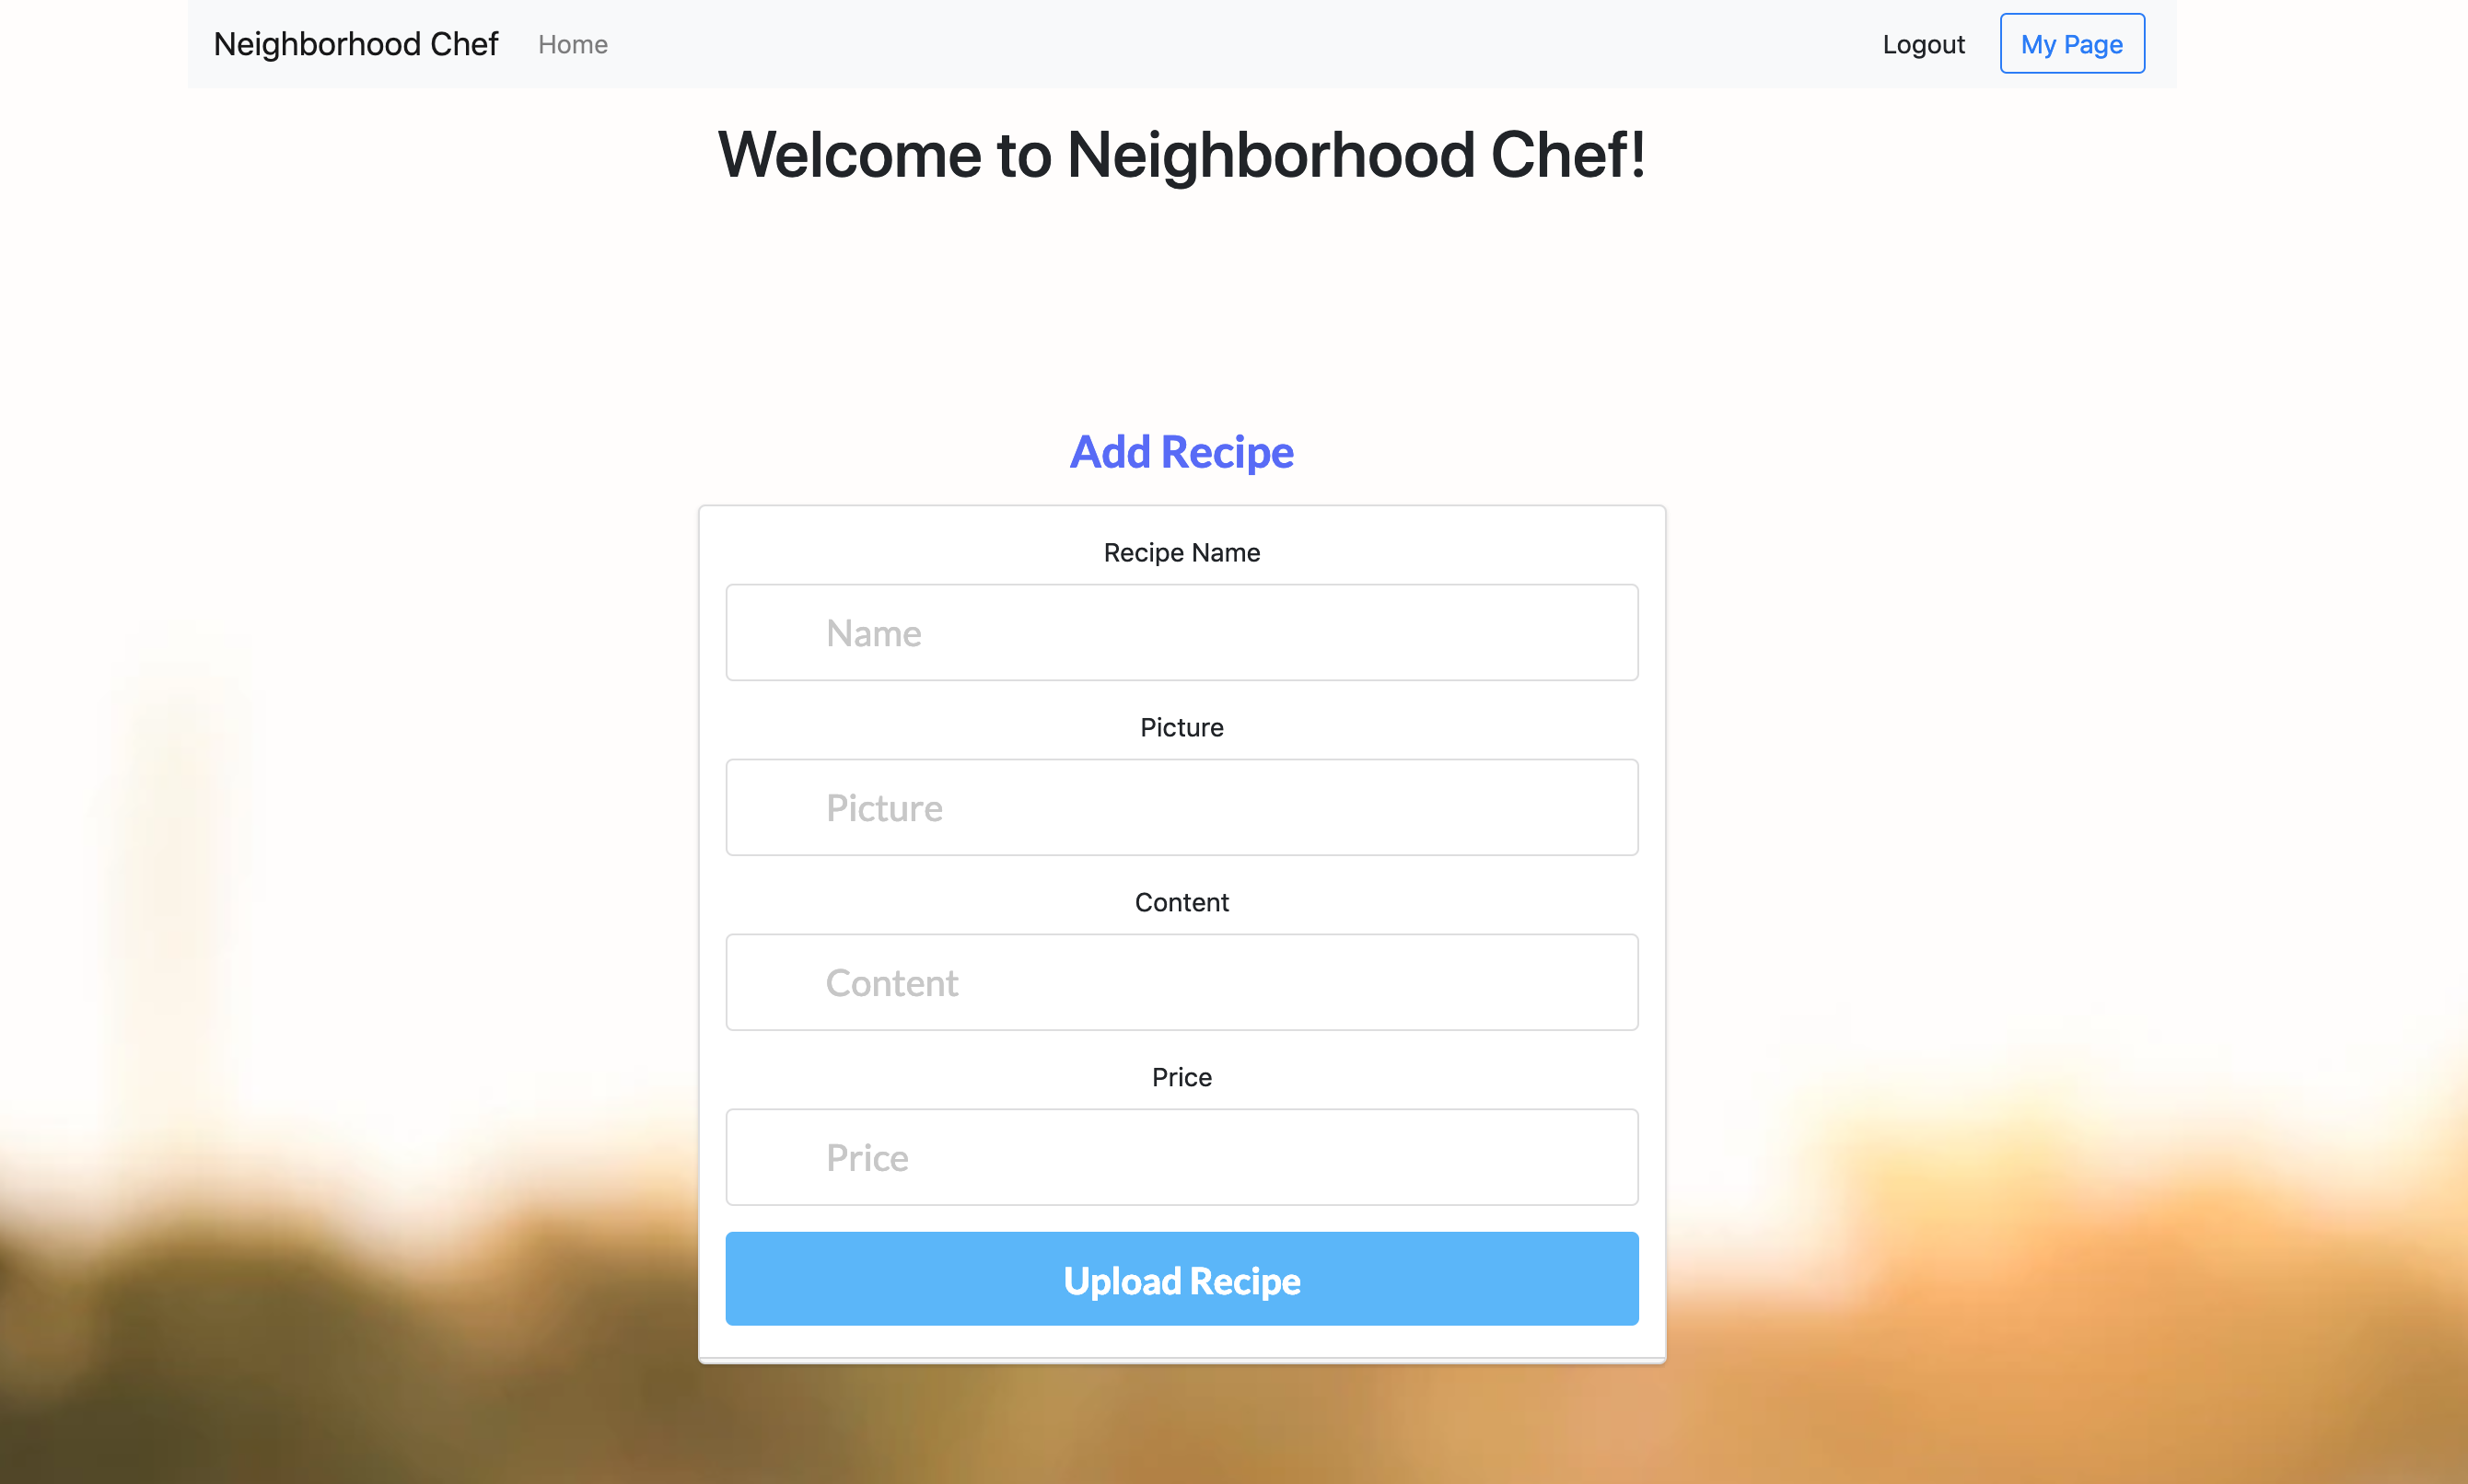 Neighborhood Chef Home Logout My Page
Welcome to Neighborhood Chef!
Add Recipe
Recipe Name
Name
Picture
Picture
Content
Content
Price
Price
Upload Recipe